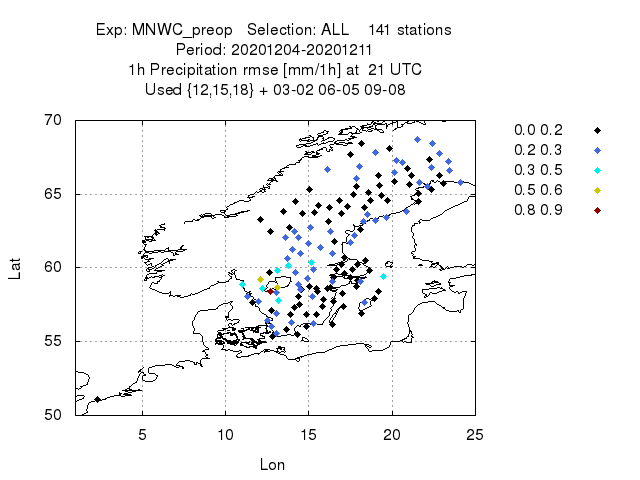 Exp: MNWC_preop   Selection: ALL    141 stations
Period: 20201204-20201211
1h Precipitation rmse [mm/1h] at  21 UTC
Used {12,15,18} + 03-02 06-05 09-08
70
65
60
55
50
Lat
5
10
15
20
25
Lon
0.0 0.2
0.2 0.3
0.3 0.5
0.5 0.6
0.8 0.9